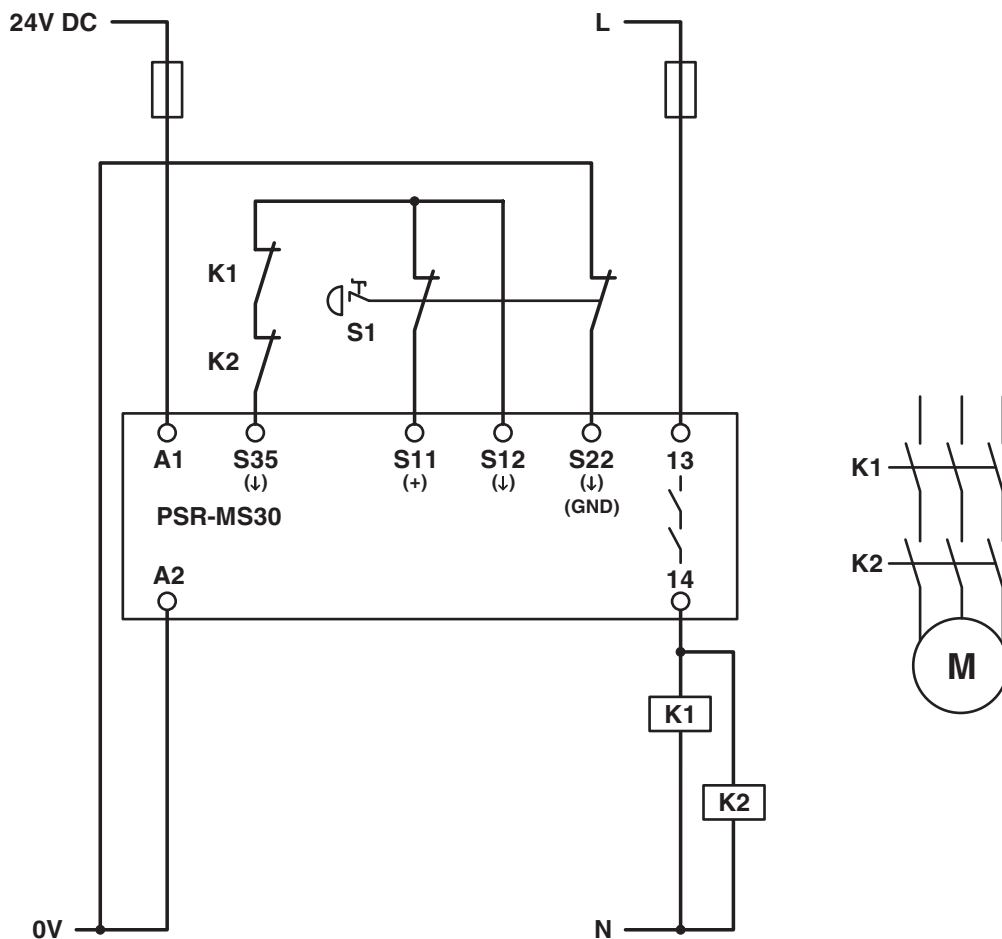 24V DC
L
K1
S1
K2
A1
S35
S11
S12
S22
13
(↓)
(+)
(↓)
(↓)
(GND)
PSR-MS30
A2
14
K1
K2
M
K1
K2
0V
N